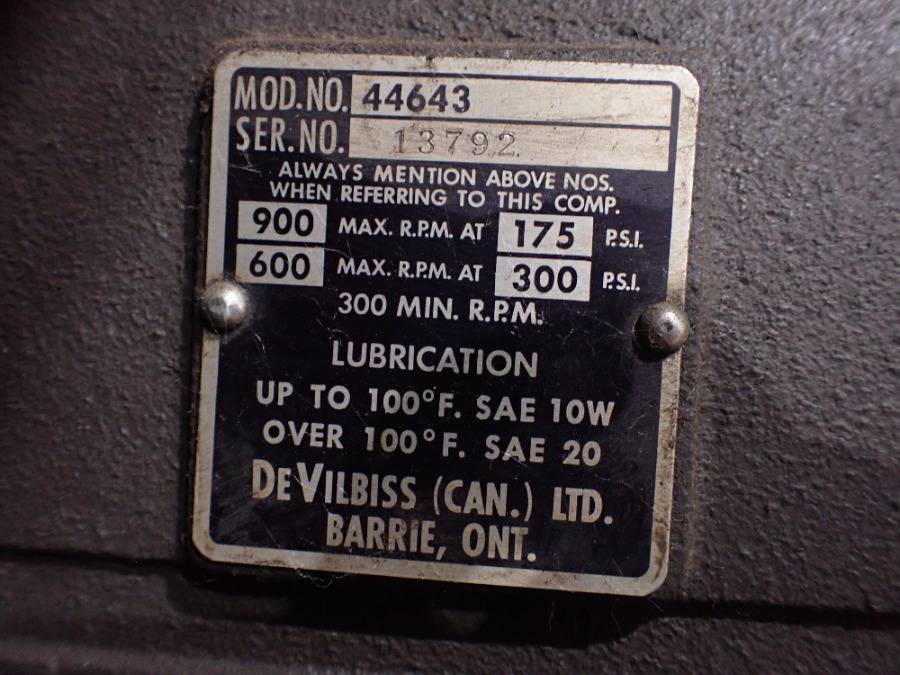 MOD.NO. 44643
SER.NO. 13792
ALWAYS MENTION ABOVE NOS.
WHEN REFERRING TO THIS COMP.
900 MAX. R.P.M. AT 175 P.S.I.
600 MAX. R.P.M. AT 300 P.S.I.
300 MIN. R.P.M.
LUBRICATION
UP TO 100°F. SAE 10W
OVER 100°F. SAE 20
DEVILBISS (CAN.) LTD.
BARRIE, ONT.